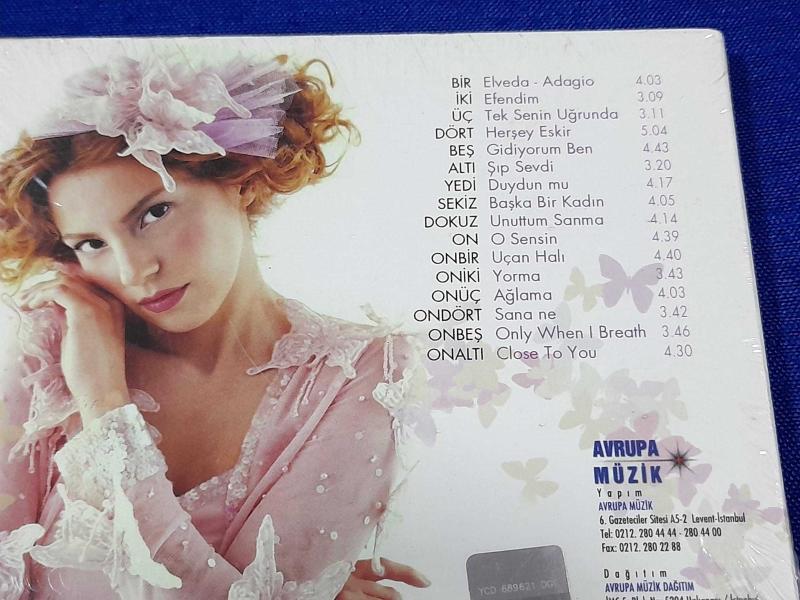 BİR Elveda - Adagio 4.03
İKİ Efendim 3.09
ÜÇ Tek Senin Uğrunda 3.11
DÖRT Herşey Eskir 5.04
BEŞ Gidiyorum Ben 4.43
ALTI Şıp Sevdi 3.20
YEDİ Duydun mu 4.17
SEKİZ Başka Bir Kadın 4.05
DOKUZ Unuttum Sanma 4.14
ON O Sensin 4.39
ONBİR Uçan Halı 4.40
ONİKİ Yorma 3.43
ONÜÇ Ağlama 4.03
ONDÖRT Sana ne 3.42
ONBEŞ Only When I Breath 3.46
ONALTI Close To You 4.30
AVRUPA
MÜZİK
Yapım
AVRUPA MÜZİK
6. Gazeteciler Sitesi A5-2 Levent-İstanbul
Tel: 0212. 280 44 44 - 280 44 00
Fax: 0212. 280 22 88
YCD 689621 DGE
Dağıtım
AVRUPA MÜZİK DAĞITIM